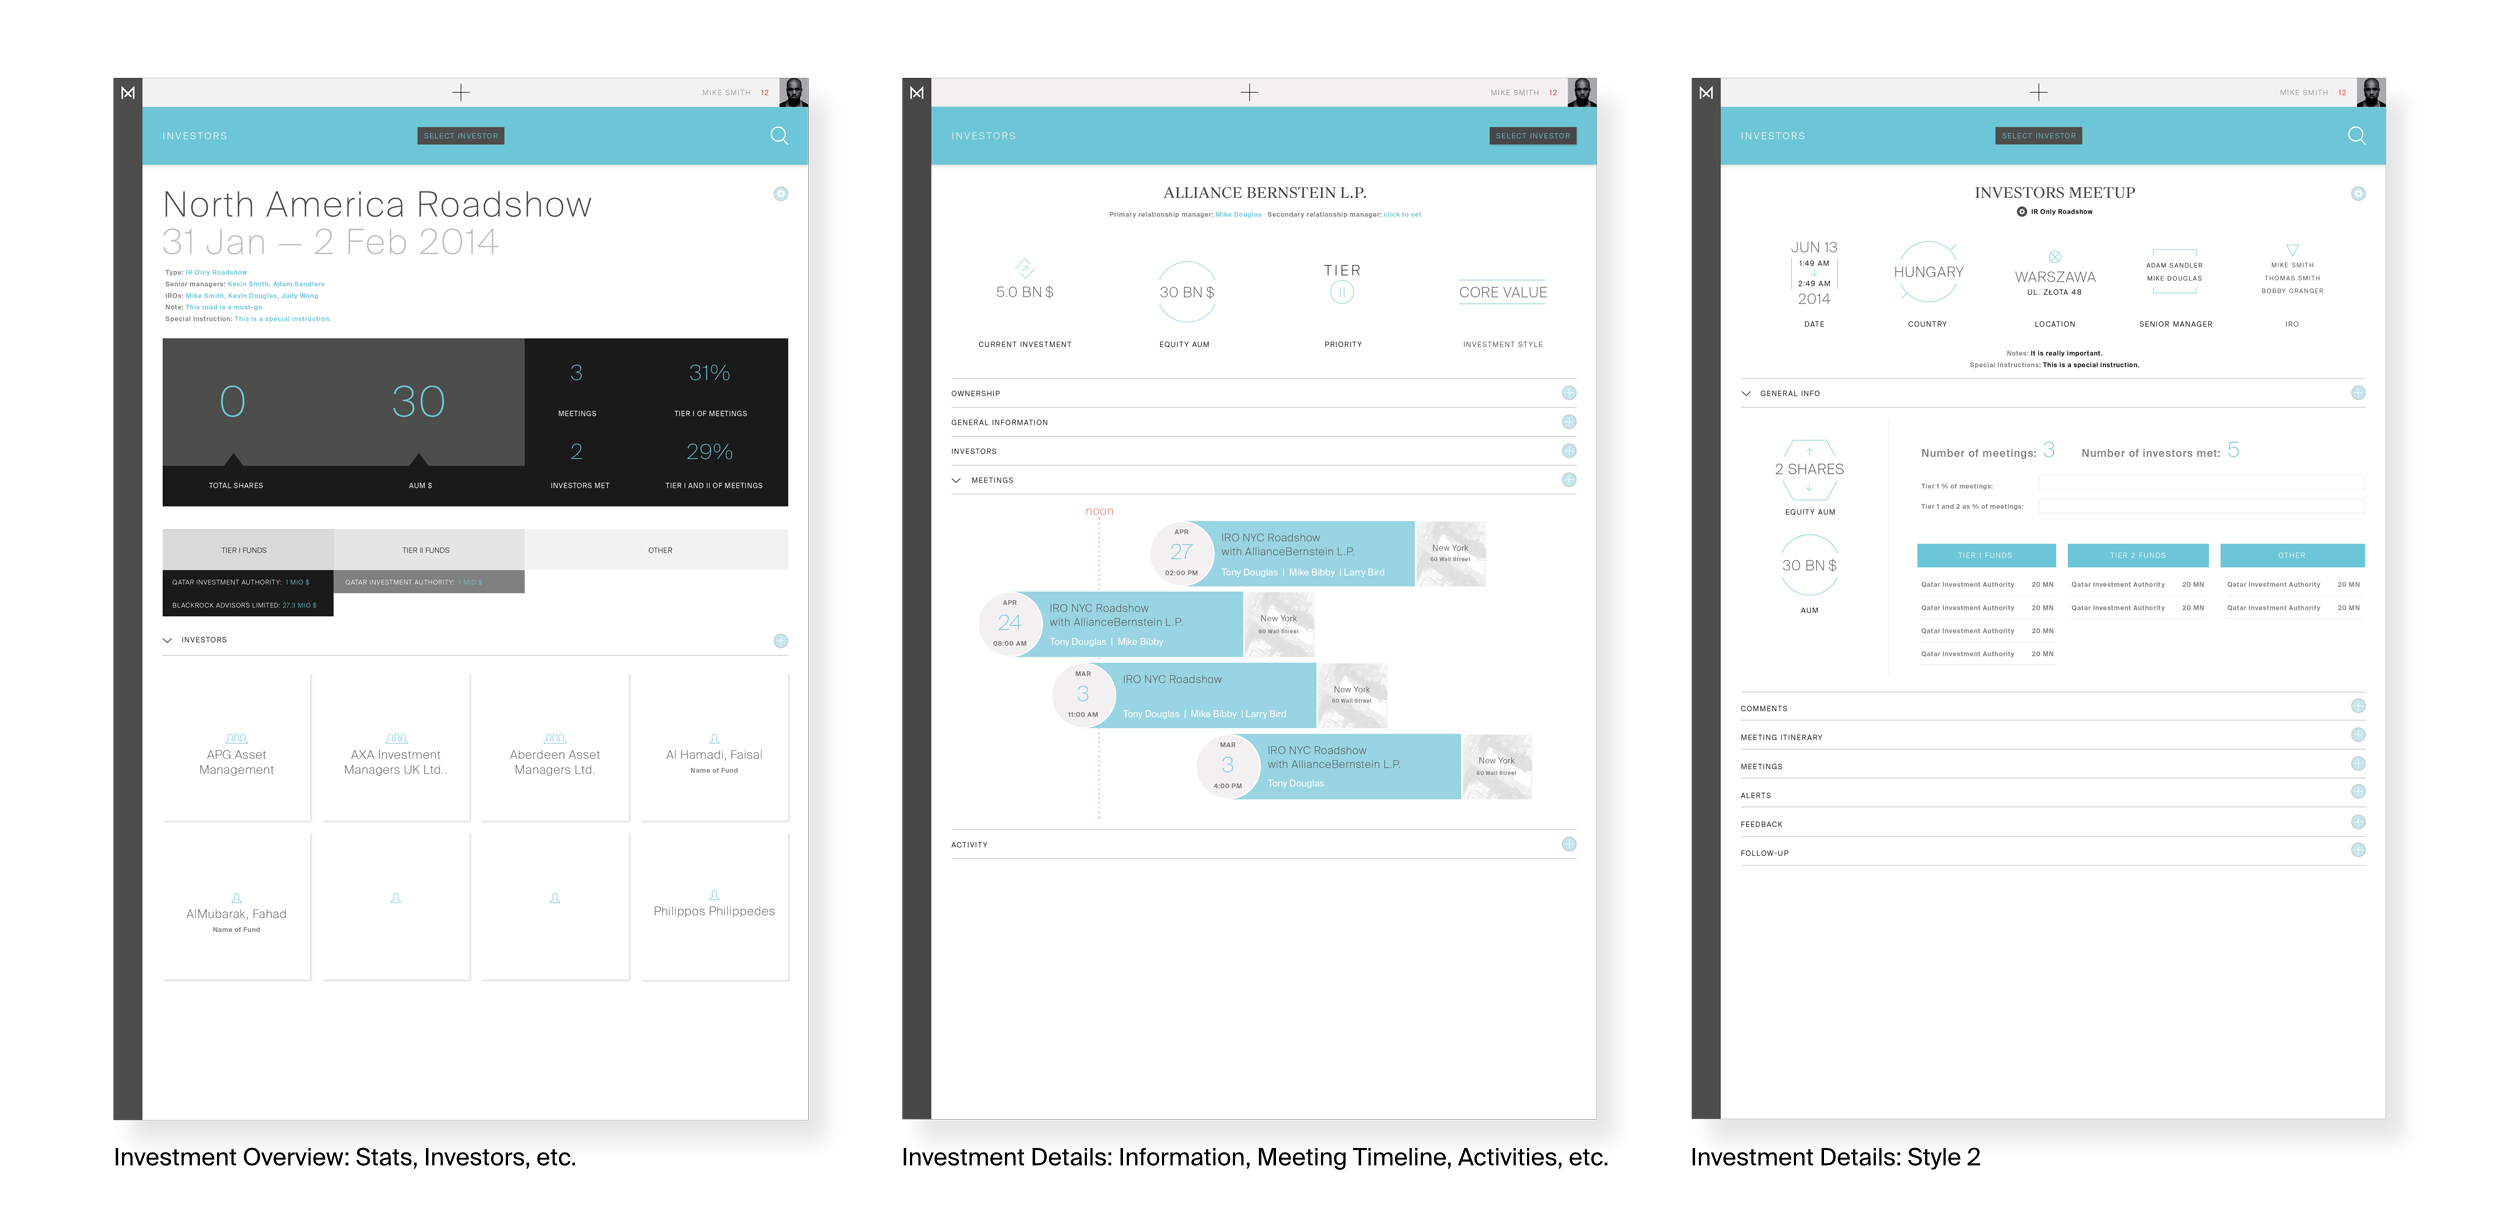 MIKE SMITH 12
INVESTORS
SELECT INVESTOR
North America Roadshow
31 Jan — 2 Feb 2014
Type: IR Only Roadshow
Senior managers: Kevin Smith, Adam Sandlers
IROs: Mike Smith, Kevin Douglas, Judy Wong
Note: This road is a must-go
Special Instruction: This is a special instruction.
0
30
3
31%
MEETINGS
TIER I OF MEETINGS
2
29%
TOTAL SHARES
AUM $
INVESTORS MET
TIER I AND II OF MEETINGS
TIER I FUNDS
TIER II FUNDS
OTHER
QATAR INVESTMENT AUTHORITY: 1 MIO $
QATAR INVESTMENT AUTHORITY: 1 MIO $
BLACKROCK ADVISORS LIMITED: 27.3 MIO $
INVESTORS
APG Asset
Management
AXA Investment
Managers UK Ltd..
Aberdeen Asset
Managers Ltd.
Al Hamadi, Faisal
Name of Fund
AlMubarak, Fahad
Name of Fund
Philippos Philippedes
Investment Overview: Stats, Investors, etc.
MIKE SMITH 12
INVESTORS
SELECT INVESTOR
ALLIANCE BERNSTEIN L.P.
Primary relationship manager: Mike Douglas Secondary relationship manager: click to set
5.0 BN $
CURRENT INVESTMENT
30 BN $
EQUITY AUM
TIER
II
PRIORITY
CORE VALUE
INVESTMENT STYLE
OWNERSHIP
GENERAL INFORMATION
INVESTORS
MEETINGS
noon
APR
27
02:00 PM
IRO NYC Roadshow
with AllianceBernstein L.P.
Tony Douglas | Mike Bibby | Larry Bird
New York
60 Wall Street
APR
24
08:00 AM
IRO NYC Roadshow
with AllianceBernstein L.P.
Tony Douglas | Mike Bibby
New York
60 Wall Street
MAR
3
11:00 AM
IRO NYC Roadshow
Tony Douglas | Mike Bibby | Larry Bird
New York
60 Wall Street
MAR
3
4:00 PM
IRO NYC Roadshow
with AllianceBernstein L.P.
Tony Douglas
New York
60 Wall Street
ACTIVITY
Investment Details: Information, Meeting Timeline, Activities, etc.
MIKE SMITH 12
INVESTORS
SELECT INVESTOR
INVESTORS MEETUP
IR Only Roadshow
JUN 13
1:49 AM
2:49 AM
2014
DATE
HUNGARY
COUNTRY
WARSZAWA
UL. ZŁOTA 48
LOCATION
ADAM SANDLER
MIKE DOUGLAS
SENIOR MANAGER
MIKE SMITH
THOMAS SMITH
BOBBY GRANGER
IRO
Notes: It is really important.
Special Instructions: This is a special instruction.
GENERAL INFO
2 SHARES
EQUITY AUM
30 BN $
AUM
Number of meetings: 3
Number of investors met: 5
Tier 1 % of meetings:
Tier 1 and 2 as % of meetings:
TIER 1 FUNDS
TIER 2 FUNDS
OTHER
Qatar Investment Authority 20 MN
Qatar Investment Authority 20 MN
Qatar Investment Authority 20 MN
Qatar Investment Authority 20 MN
Qatar Investment Authority 20 MN
Qatar Investment Authority 20 MN
Qatar Investment Authority 20 MN
Qatar Investment Authority 20 MN
COMMENTS
MEETING ITINERARY
MEETINGS
ALERTS
FEEDBACK
FOLLOW-UP
Investment Details: Style 2